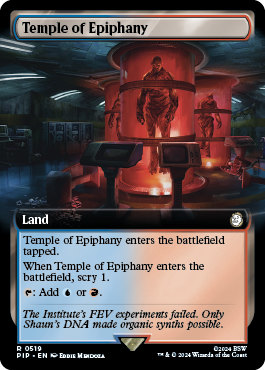 Temple of Epiphany
Land
Temple of Epiphany enters the battlefield
tapped.
When Temple of Epiphany enters the
battlefield, scry 1.
: Add or .
The Institute's FEV experiments failed. Only
Shaun's DNA made organic synths possible.
R 0519 ©2024 BSW
PIP • EN EDDIE MENDOZA ™ & © 2024 Wizards of the Coast